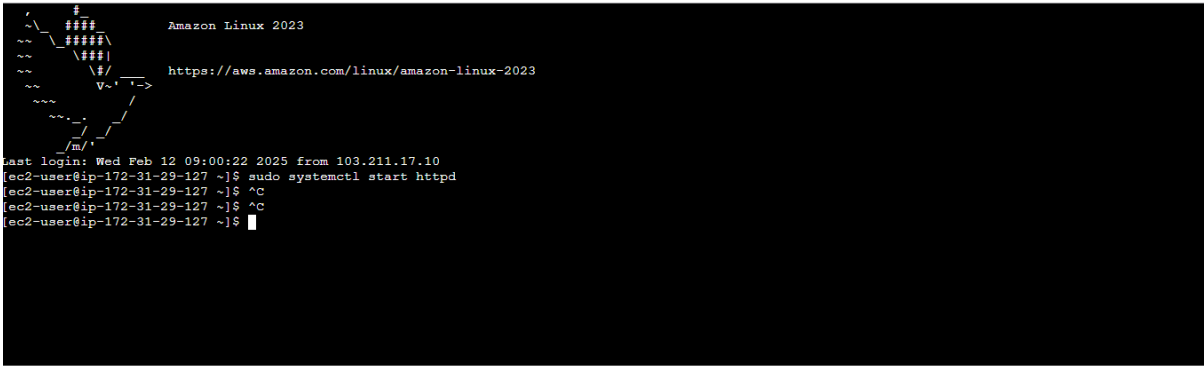 ,     #_
   ~\_  ####_        Amazon Linux 2023
  ~~  \_#####\
  ~~     \###|
  ~~       \#/ ___   https://aws.amazon.com/linux/amazon-linux-2023
   ~~       V~' '->
    ~~~         /
      ~~._.   _/
         _/ _/
       _/m/'
Last login: Wed Feb 12 09:00:22 2025 from 103.211.17.10
[ec2-user@ip-172-31-29-127 ~]$ sudo systemctl start httpd
[ec2-user@ip-172-31-29-127 ~]$ ^C
[ec2-user@ip-172-31-29-127 ~]$ ^C
[ec2-user@ip-172-31-29-127 ~]$